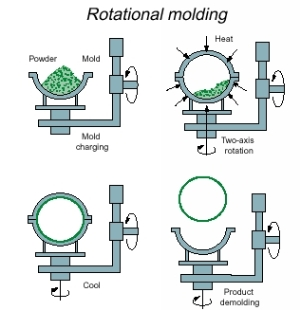 Rotational molding
Powder
Mold
Mold
charging
Heat
Two-axis
rotation
Cool
Product
demolding